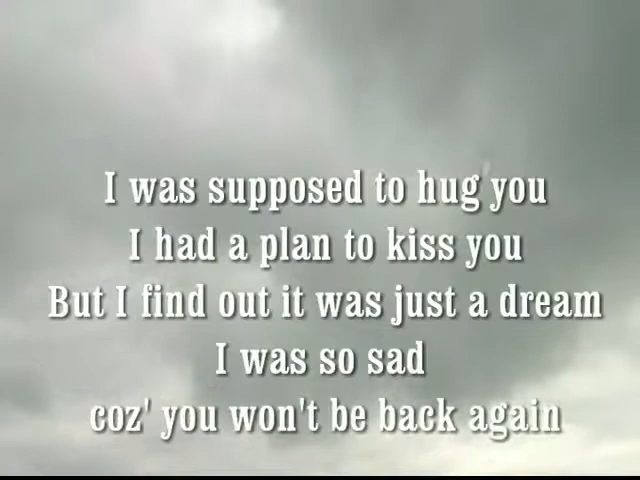 I was supposed to hug you
I had a plan to kiss you
But I find out it was just a dream
I was so sad
coz' you won't be back again